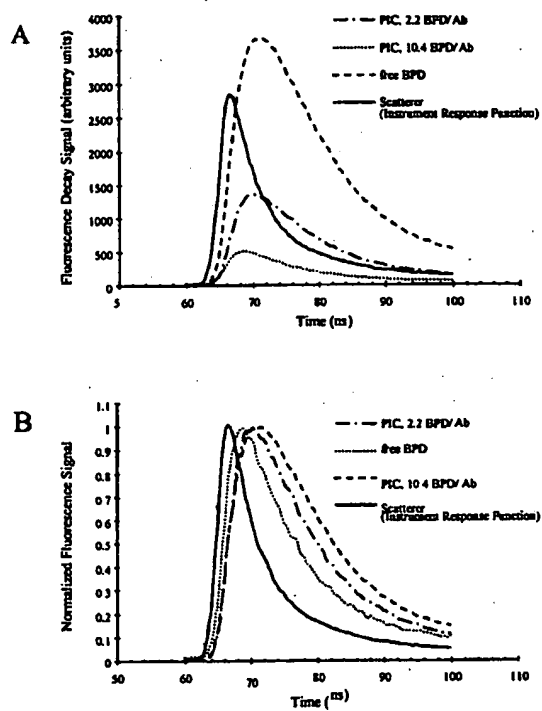 A
PIC, 2.2 BPD/Ab
PIC, 10.4 BPD/Ab
free BPD
Scatterer
(Instrument Response Function)
Fluorescence Decay Signal (arbitrary units)
4000
3500
3000
2500
2000
1500
1000
500
0
5
60
70
80
90
100
110
Time (ns)
B
PIC, 2.2 BPD/Ab
free BPD
PIC, 10 4 BPD/Ab
Scatterer
(Instrument Response Function)
Normalized Fluorescence Signal
1.1
1
0.9
0.8
0.7
0.6
0.5
0.4
0.3
0.2
0.1
0
50
60
70
80
90
100
110
Time (ns)